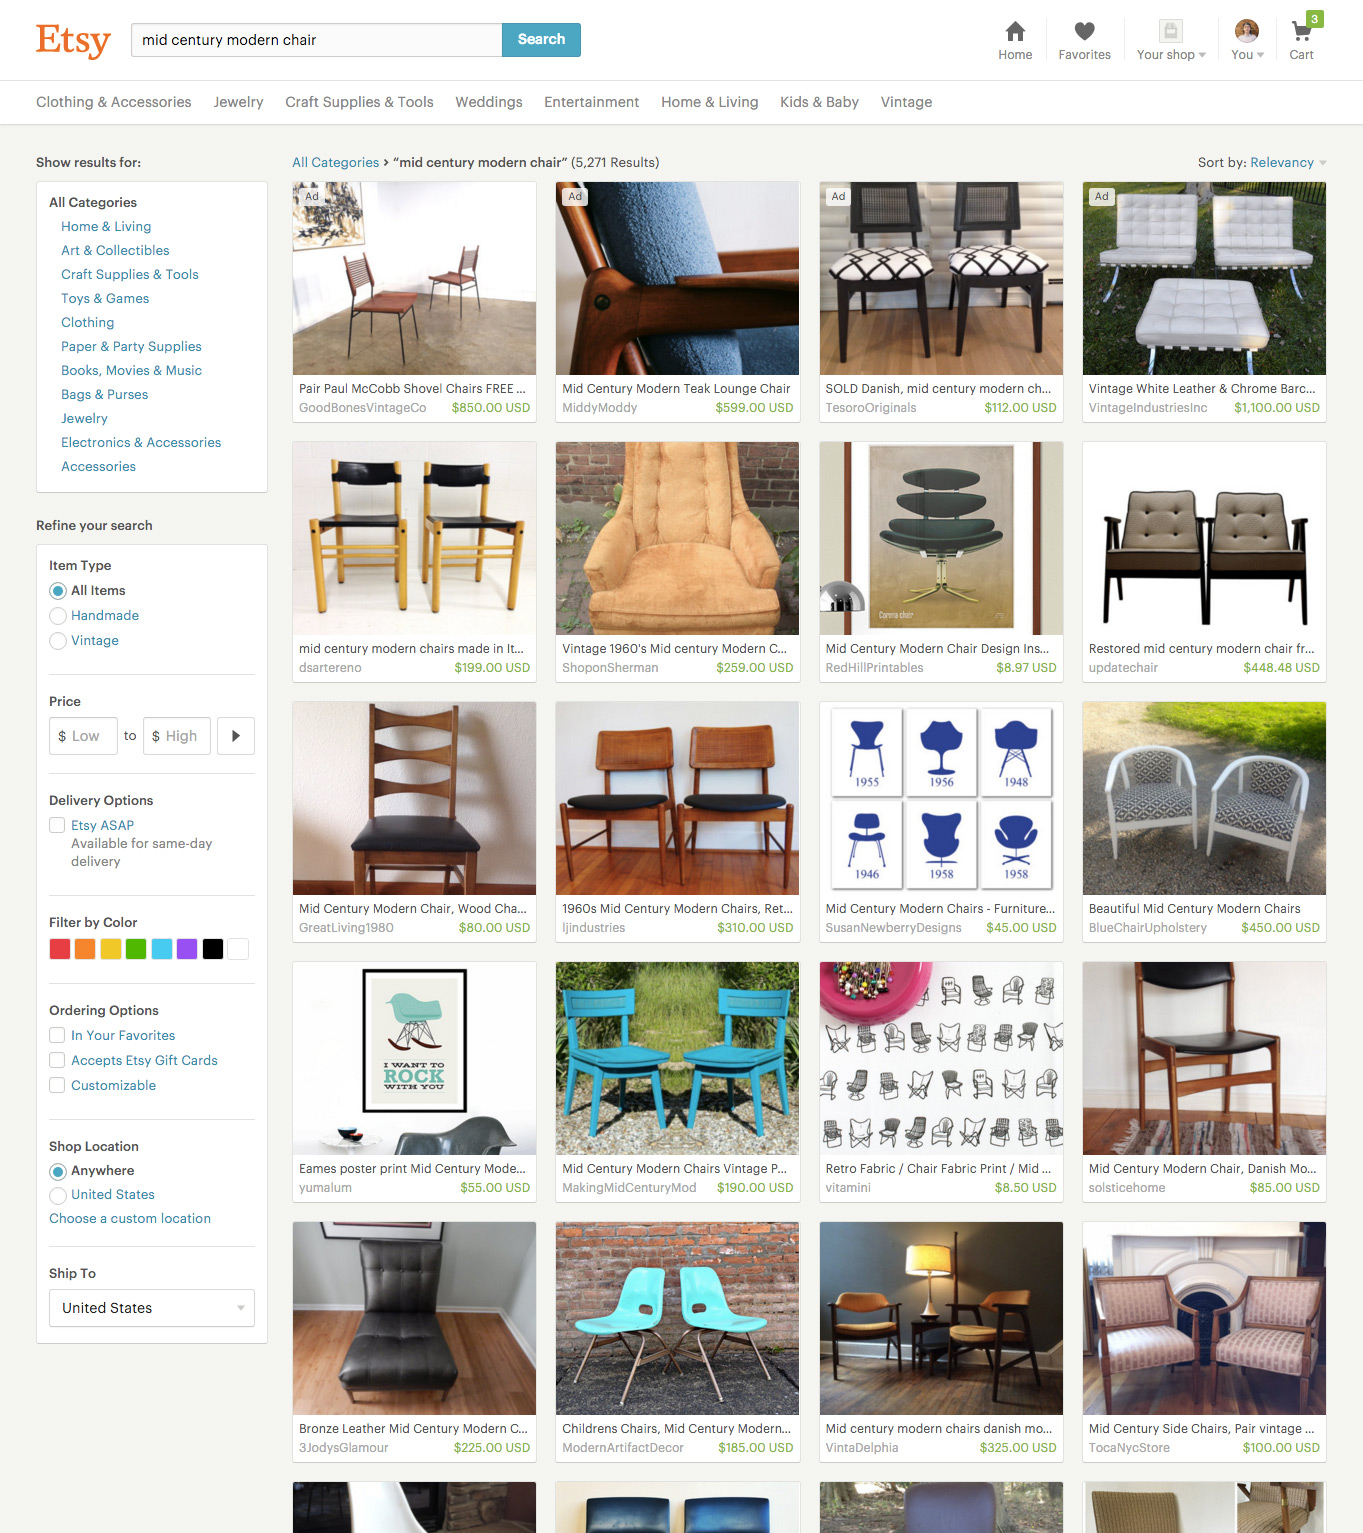 Etsy
mid century modern chair
Search
Home
Favorites
Your shop
You
3
Cart
Clothing & Accessories
Jewelry
Craft Supplies & Tools
Weddings
Entertainment
Home & Living
Kids & Baby
Vintage
Show results for:
All Categories
Home & Living
Art & Collectibles
Craft Supplies & Tools
Toys & Games
Clothing
Paper & Party Supplies
Books, Movies & Music
Bags & Purses
Jewelry
Electronics & Accessories
Accessories
Refine your search
Item Type
All Items
Handmade
Vintage
Price
$ Low to $ High
Delivery Options
Etsy ASAP
Available for same-day
delivery
Filter by Color
Ordering Options
In Your Favorites
Accepts Etsy Gift Cards
Customizable
Shop Location
Anywhere
United States
Choose a custom location
Ship To
United States
All Categories › “mid century modern chair” (5,271 Results)
Sort by: Relevancy
Ad
Pair Paul McCobb Shovel Chairs FREE ...
GoodBonesVintageCo $850.00 USD
Ad
Mid Century Modern Teak Lounge Chair
MiddyModdy $599.00 USD
Ad
SOLD Danish, mid century modern ch...
TesoroOriginals $112.00 USD
Ad
Vintage White Leather & Chrome Barc...
VintageIndustriesInc $1,100.00 USD
mid century modern chairs made in It...
dsartereno $199.00 USD
Vintage 1960's Mid century Modern C...
ShoponSherman $259.00 USD
Corona chair
Mid Century Modern Chair Design Ins...
RedHillPrintables $8.97 USD
Restored mid century modern chair fr...
updatechair $448.48 USD
Mid Century Modern Chair, Wood Cha...
GreatLiving1980 $80.00 USD
1960s Mid Century Modern Chairs, Ret...
ljindustries $310.00 USD
1955 1956 1948
1946 1958 1958
Mid Century Modern Chairs - Furniture...
SusanNewberryDesigns $45.00 USD
Beautiful Mid Century Modern Chairs
BlueChairUpholstery $450.00 USD
I WANT TO
ROCK
WITH YOU
Eames poster print Mid Century Mode...
yumalum $55.00 USD
Mid Century Modern Chairs Vintage P...
MakingMidCenturyMod $190.00 USD
Retro Fabric / Chair Fabric Print / Mid ...
vitamini $8.50 USD
Mid Century Modern Chair, Danish Mo...
solsticehome $85.00 USD
Bronze Leather Mid Century Modern C...
3JodysGlamour $225.00 USD
Childrens Chairs, Mid Century Modern...
ModernArtifactDecor $185.00 USD
Mid century modern chairs danish mo...
VintaDelphia $325.00 USD
Mid Century Side Chairs, Pair vintage ...
TocaNycStore $100.00 USD